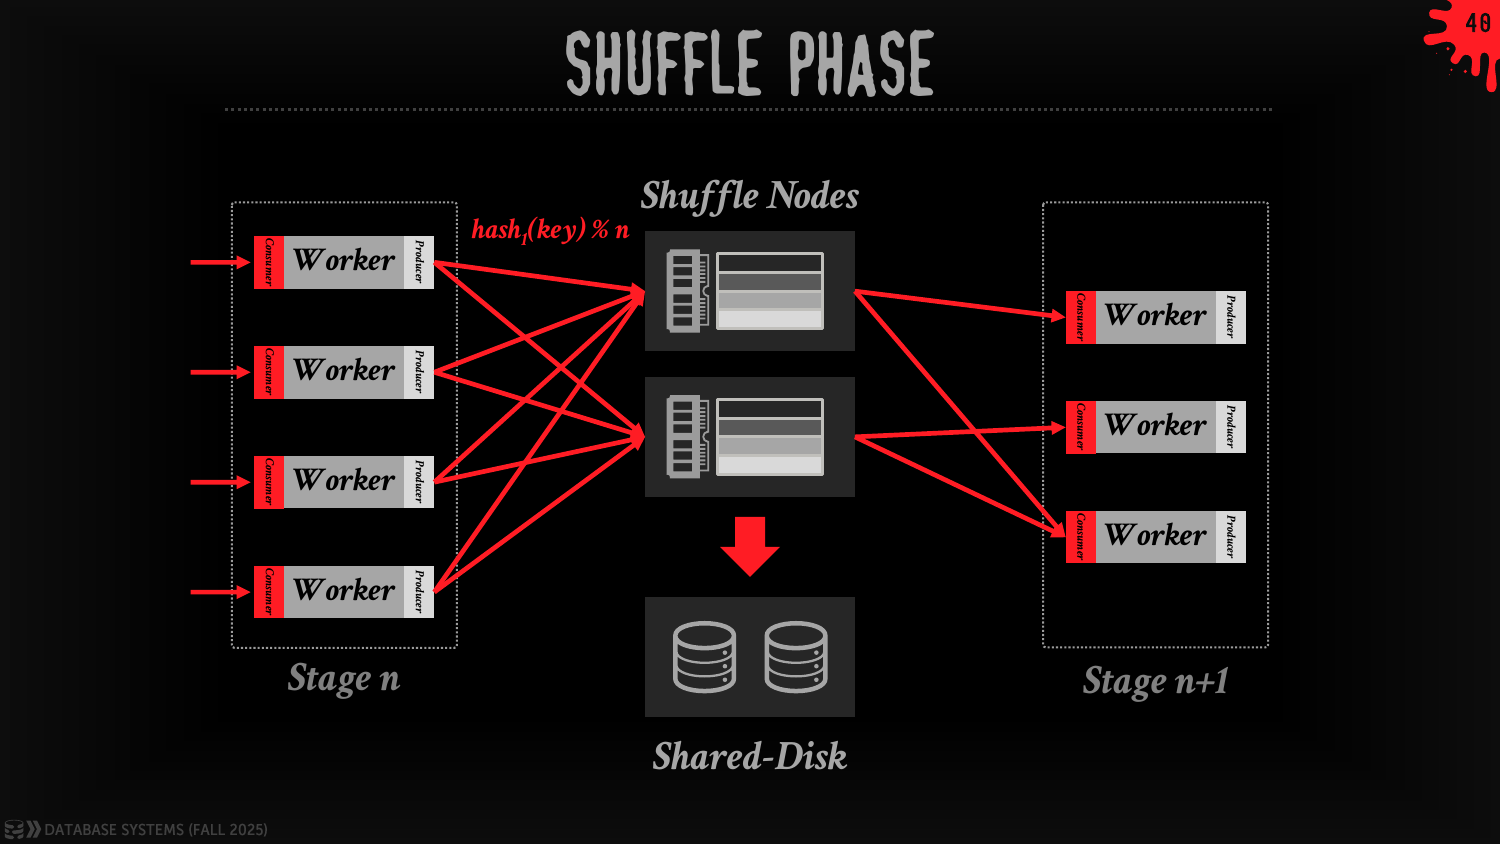 40
SHUFFLE PHASE
Shuffle Nodes
hash1(key) % n
Consumer Worker Producer
Consumer Worker Producer
Consumer Worker Producer
Consumer Worker Producer
Stage n
Consumer Worker Producer
Consumer Worker Producer
Consumer Worker Producer
Stage n+1
Shared-Disk
DATABASE SYSTEMS (FALL 2025)